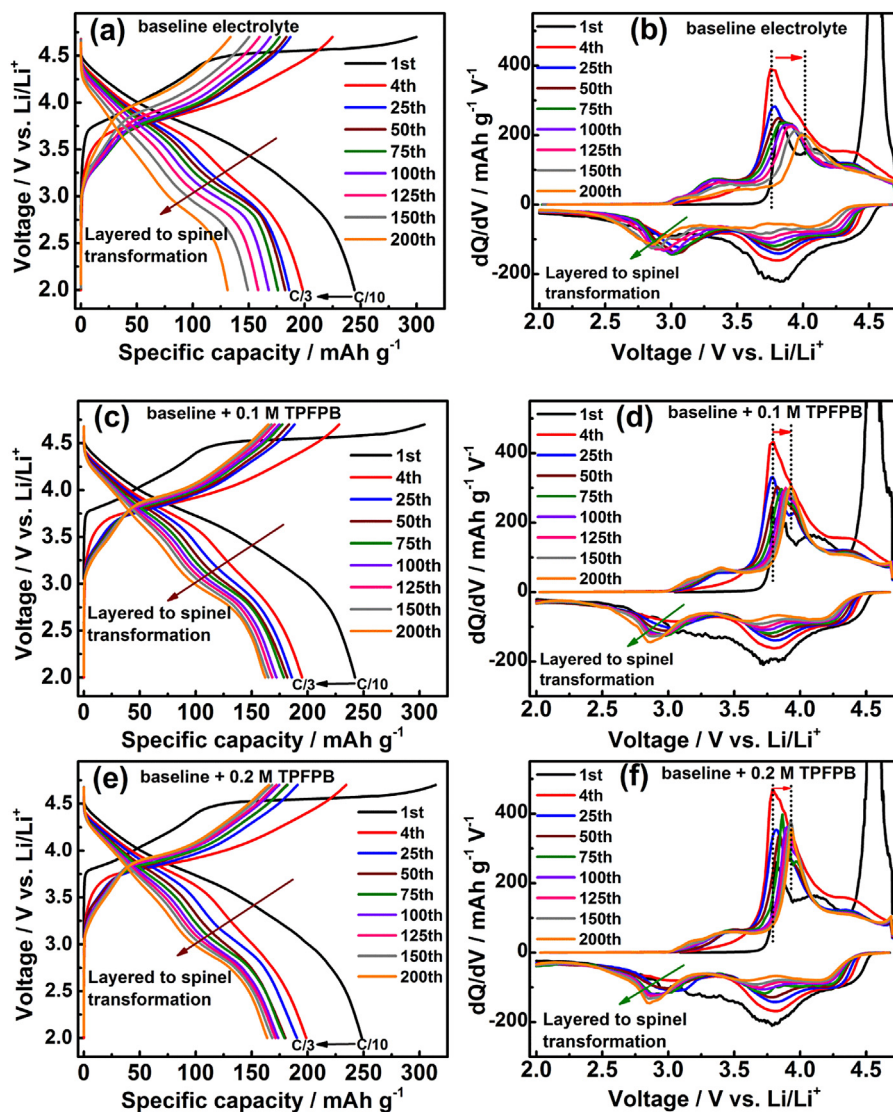 (a) baseline electrolyte
4.5
4.0
3.5
3.0
2.5
2.0
Voltage / V vs. Li/Li⁺
1st
4th
25th
50th
75th
100th
125th
150th
200th
Layered to spinel
transformation
C/3 C/10
0 50 100 150 200 250 300
Specific capacity / mAh g⁻¹
(b)
baseline electrolyte
400
200
0
-200
dQ/dV / mAh g⁻¹ V⁻¹
1st
4th
25th
50th
75th
100th
125th
150th
200th
Layered to spinel
transformation
2.0 2.5 3.0 3.5 4.0 4.5
Voltage / V vs. Li/Li⁺
(c) baseline + 0.1 M TPFPB
4.5
4.0
3.5
3.0
2.5
2.0
Voltage / V vs. Li/Li⁺
1st
4th
25th
50th
75th
100th
125th
150th
200th
Layered to spinel
transformation
C/3 C/10
0 50 100 150 200 250 300
Specific capacity / mAh g⁻¹
baseline + 0.1 M TPFPB
(d)
400
200
0
-200
dQ/dV / mAh g⁻¹ V⁻¹
1st
4th
25th
50th
75th
100th
125th
150th
200th
Layered to spinel
transformation
2.0 2.5 3.0 3.5 4.0 4.5
Voltage / V vs. Li/Li⁺
(e) baseline + 0.2 M TPFPB
4.5
4.0
3.5
3.0
2.5
2.0
Voltage / V vs. Li/Li⁺
1st
4th
25th
50th
75th
100th
125th
150th
200th
Layered to spinel
transformation
C/3 C/10
0 50 100 150 200 250 300
Specific capacity / mAh g⁻¹
baseline + 0.2 M TPFPB
(f)
400
200
0
-200
dQ/dV / mAh g⁻¹ V⁻¹
1st
4th
25th
50th
75th
100th
125th
150th
200th
Layered to spinel
transformation
2.0 2.5 3.0 3.5 4.0 4.5
Voltage / V vs. Li/Li⁺